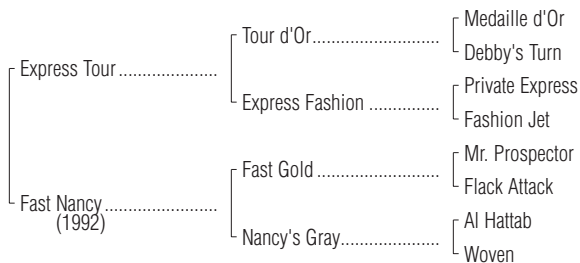 Medaille d'Or
Tour d'Or
Debby's Turn
Express Tour
Private Express
Express Fashion
Fashion Jet
Mr. Prospector
Fast Gold
Flack Attack
Fast Nancy
(1992)
Al Hattab
Nancy's Gray
Woven